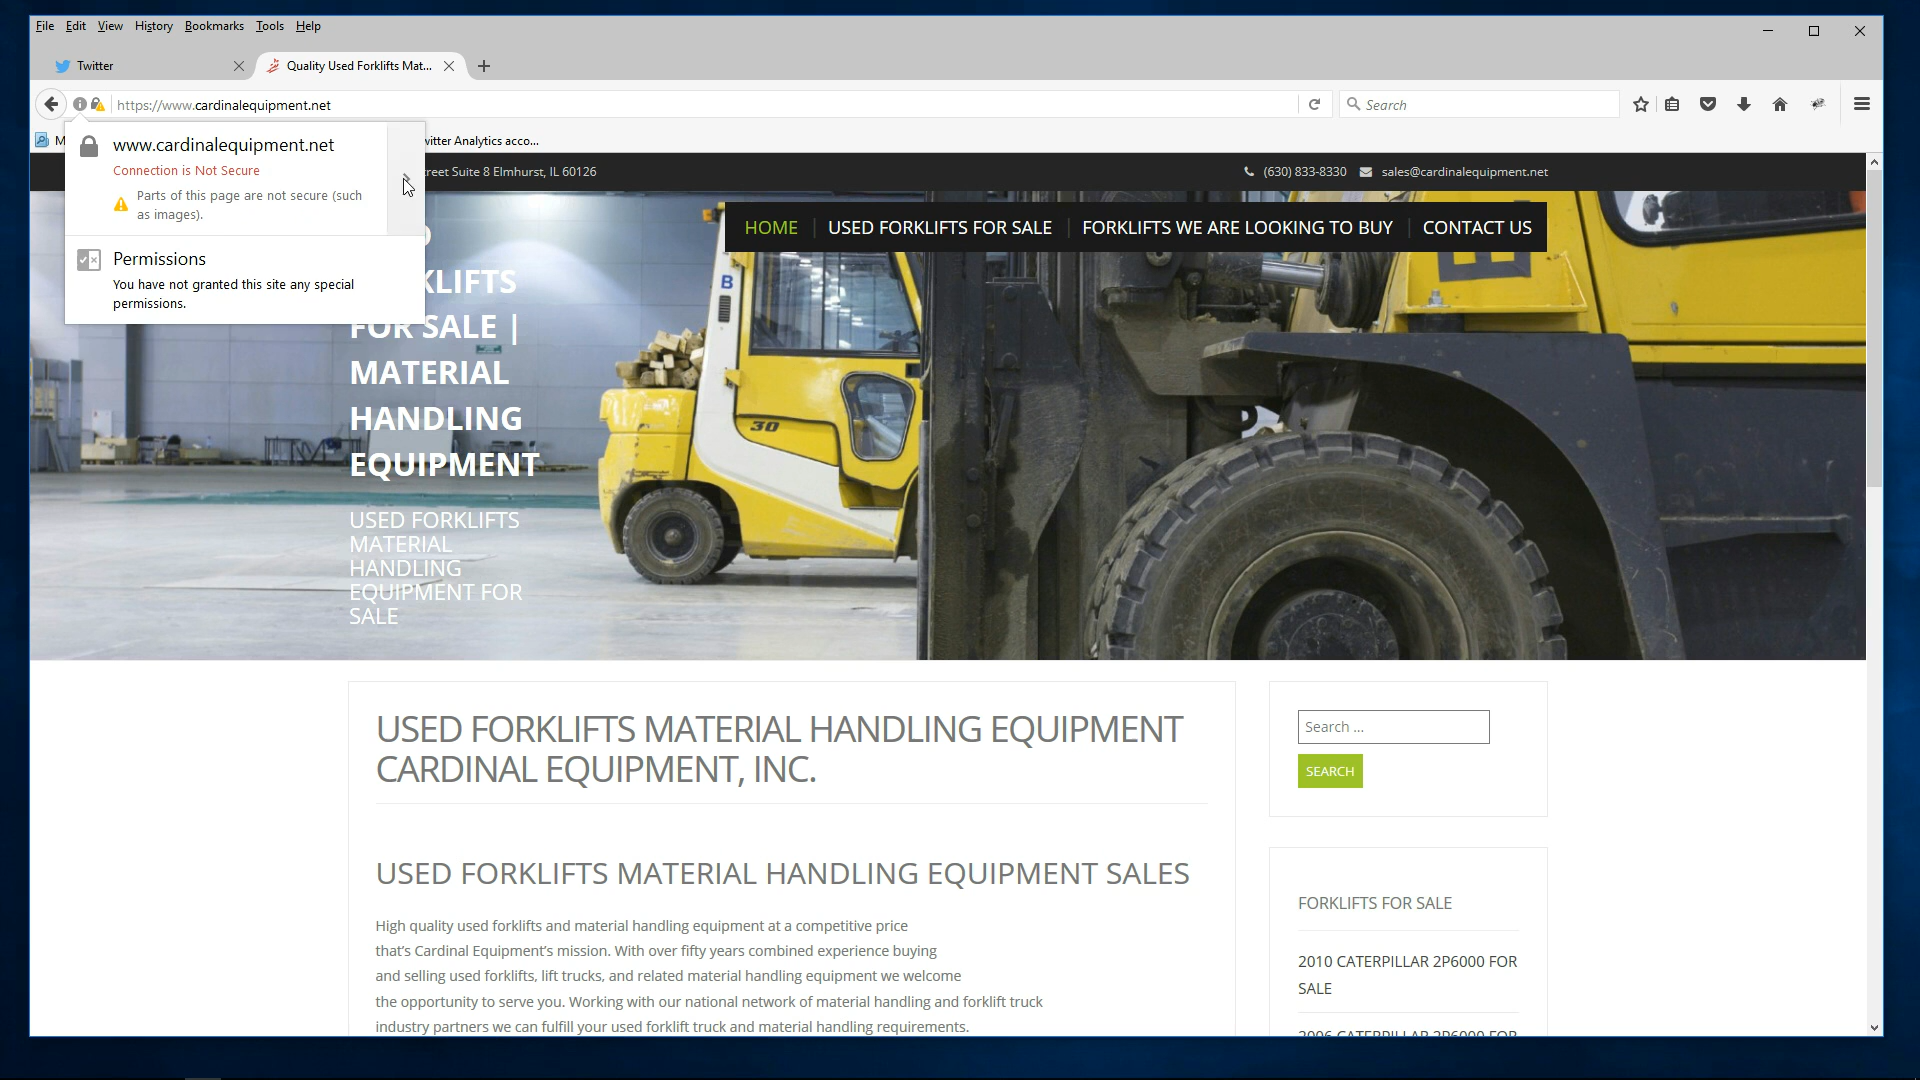 File Edit View History Bookmarks Tools Help
Twitter
Quality Used Forklifts Mat...
https://www.cardinalequipment.net
Search
M
witter Analytics acco...
www.cardinalequipment.net
Connection is Not Secure
Parts of this page are not secure (such
as images).
Permissions
You have not granted this site any special
permissions.
treet Suite 8 Elmhurst, IL 60126
(630) 833-8330
sales@cardinalequipment.net
HOME
USED FORKLIFTS FOR SALE
FORKLIFTS WE ARE LOOKING TO BUY
CONTACT US
KLIFTS
FOR SALE |
MATERIAL
HANDLING
EQUIPMENT
USED FORKLIFTS
MATERIAL
HANDLING
EQUIPMENT FOR
SALE
B
30
USED FORKLIFTS MATERIAL HANDLING EQUIPMENT
CARDINAL EQUIPMENT, INC.
USED FORKLIFTS MATERIAL HANDLING EQUIPMENT SALES
High quality used forklifts and material handling equipment at a competitive price
that's Cardinal Equipment's mission. With over fifty years combined experience buying
and selling used forklifts, lift trucks, and related material handling equipment we welcome
the opportunity to serve you. Working with our national network of material handling and forklift truck
industry partners we can fulfill your used forklift truck and material handling requirements.
Search ...
SEARCH
FORKLIFTS FOR SALE
2010 CATERPILLAR 2P6000 FOR
SALE
2006 CATERPILLAR 2P6000 FOR